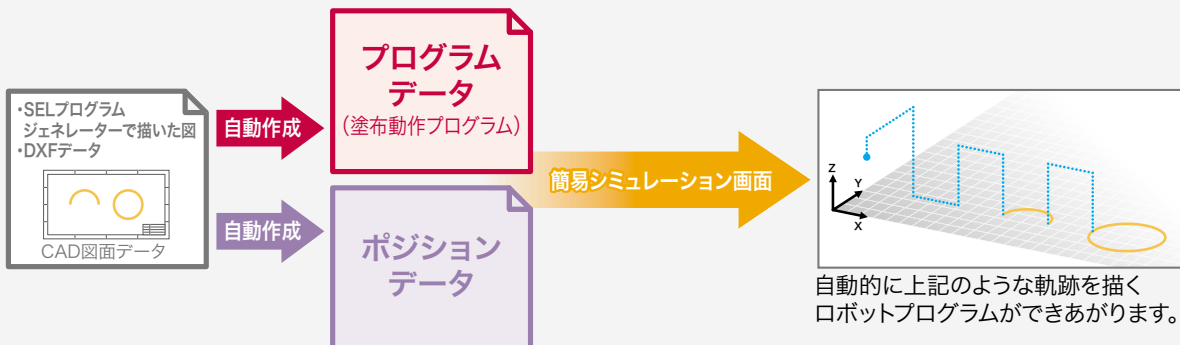 ・SELプログラム
ジェネレーターで描いた図
・DXFデータ
CAD図面データ
自動作成
プログラム
データ
（塗布動作プログラム）
自動作成
ポジション
データ
簡易シミュレーション画面
Z
Y
X
自動的に上記のような軌跡を描く
ロボットプログラムができあがります。